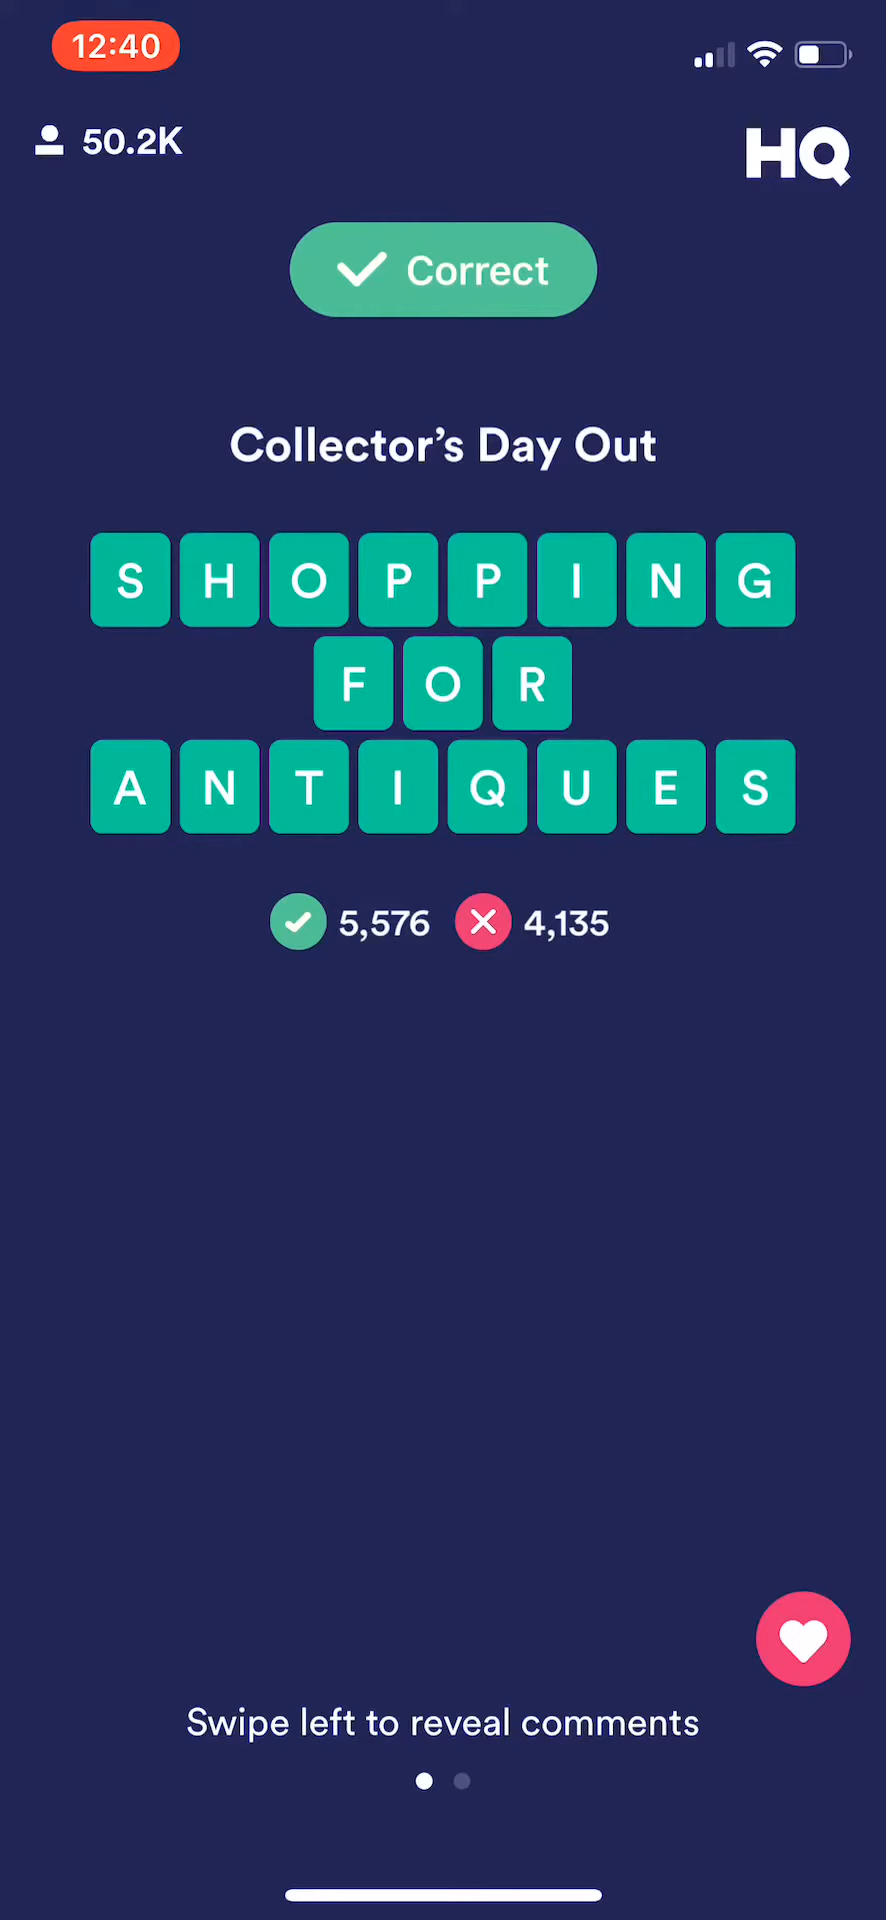 12:40
50.2K
HQ
Correct
Collector’s Day Out
SHOPPING
FOR
ANTIQUES
5,576 4,135
Swipe left to reveal comments